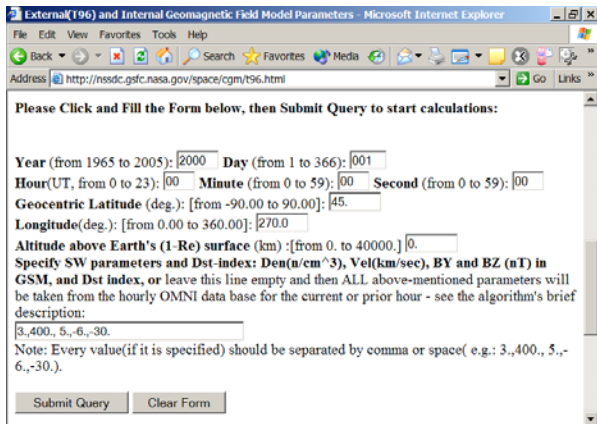 External(T96) and Internal Geomagnetic Field Model Parameters - Microsoft Internet Explorer
File Edit View Favorites Tools Help
Back Search Favorites Media
Address http://nssdc.gsfc.nasa.gov/space/cgm/t96.html Go Links »
Please Click and Fill the Form below, then Submit Query to start calculations:
Year (from 1965 to 2005): 2000 Day (from 1 to 366): 001
Hour(UT, from 0 to 23): 00 Minute (from 0 to 59): 00 Second (from 0 to 59): 00
Geocentric Latitude (deg.): [from -90.00 to 90.00]: 45.
Longitude(deg.): [from 0.00 to 360.00]: 270.0
Altitude above Earth's (1-Re) surface (km) :[from 0. to 40000.] 0.
Specify SW parameters and Dst-index: Den(n/cm^3), Vel(km/sec), BY and BZ (nT) in
GSM, and Dst index, or leave this line empty and then ALL above-mentioned parameters will
be taken from the hourly OMNI data base for the current or prior hour - see the algorithm's brief
description:
3.,400., 5.,-6.,-30.
Note: Every value(if it is specified) should be separated by comma or space( e.g.: 3.,400., 5.,-
6.,-30.).
Submit Query Clear Form